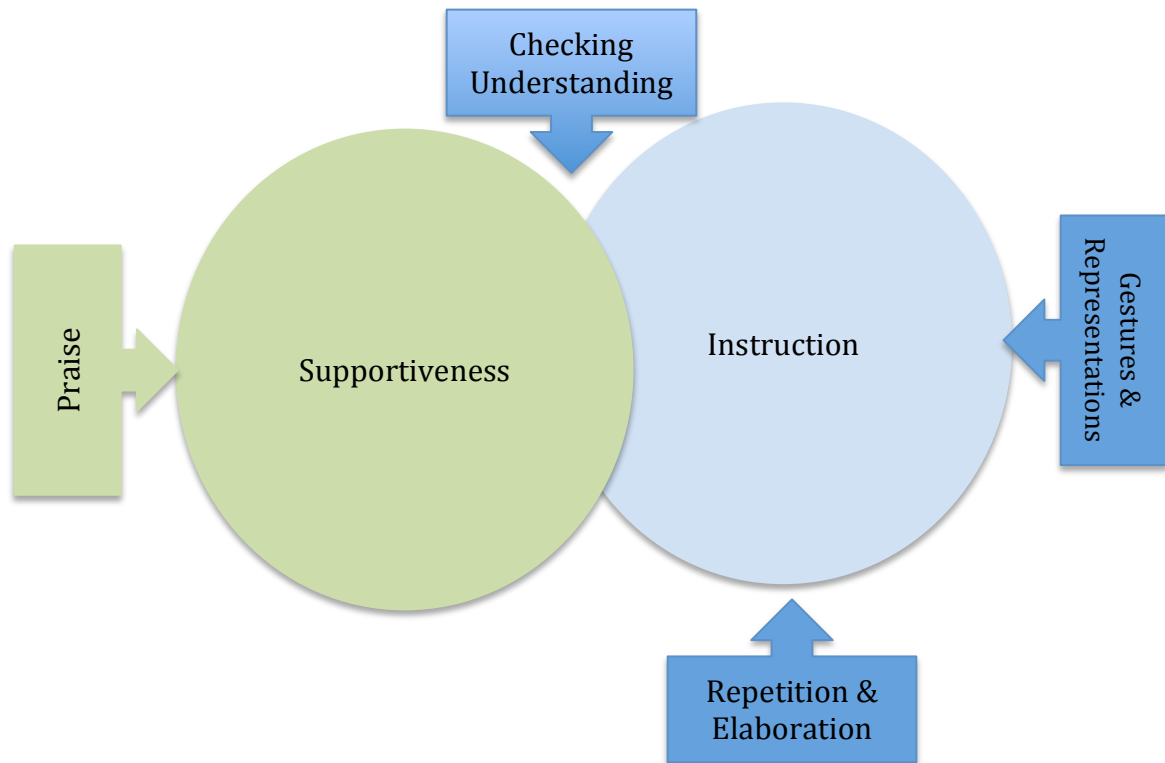 Checking
Understanding
Praise
Supportiveness
Instruction
Gestures &
Representations
Repetition &
Elaboration